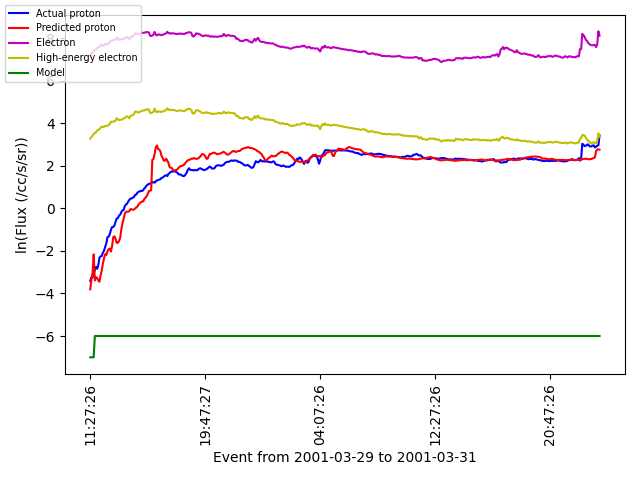 Actual proton
Predicted proton
Electron
High-energy electron
Model
ln(Flux (/cc/s/sr))
8
6
4
2
0
−2
−4
−6
11:27:26
19:47:27
04:07:26
12:27:26
20:47:26
Event from 2001-03-29 to 2001-03-31